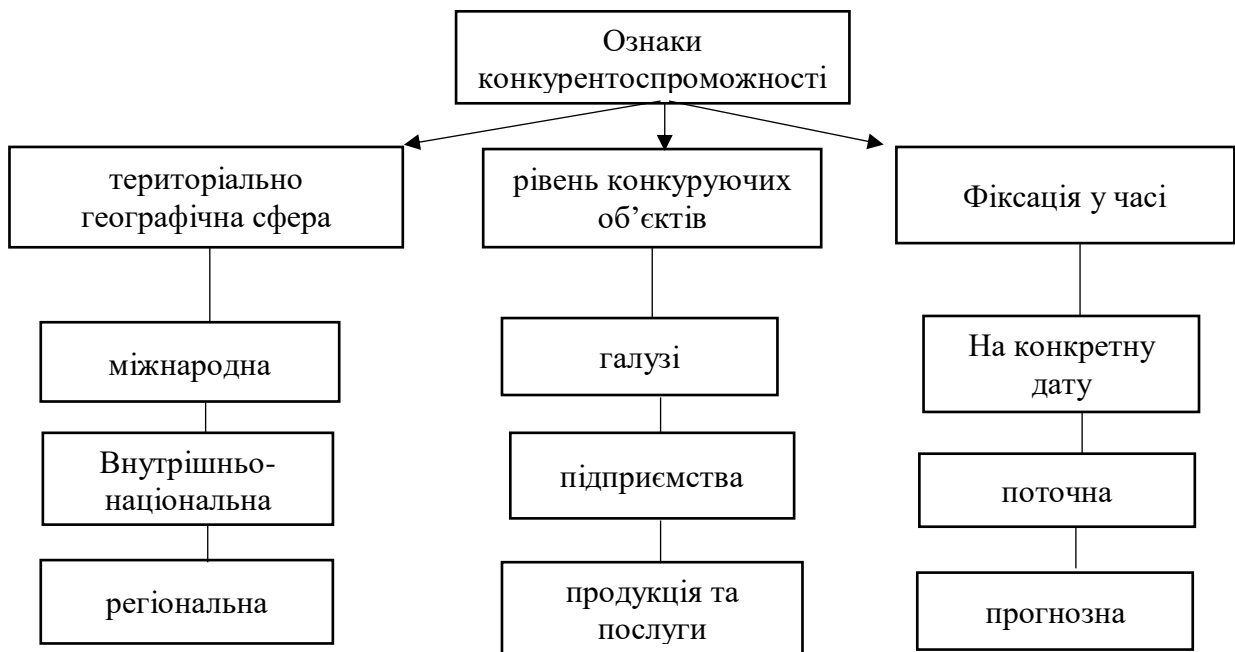 Ознаки
конкурентоспроможності
територіально
географічна сфера
рівень конкуруючих
об’єктів
Фіксація у часі
міжнародна
галузі
На конкретну
дату
Внутрішньо-
національна
підприємства
поточна
регіональна
продукція та
послуги
прогнозна